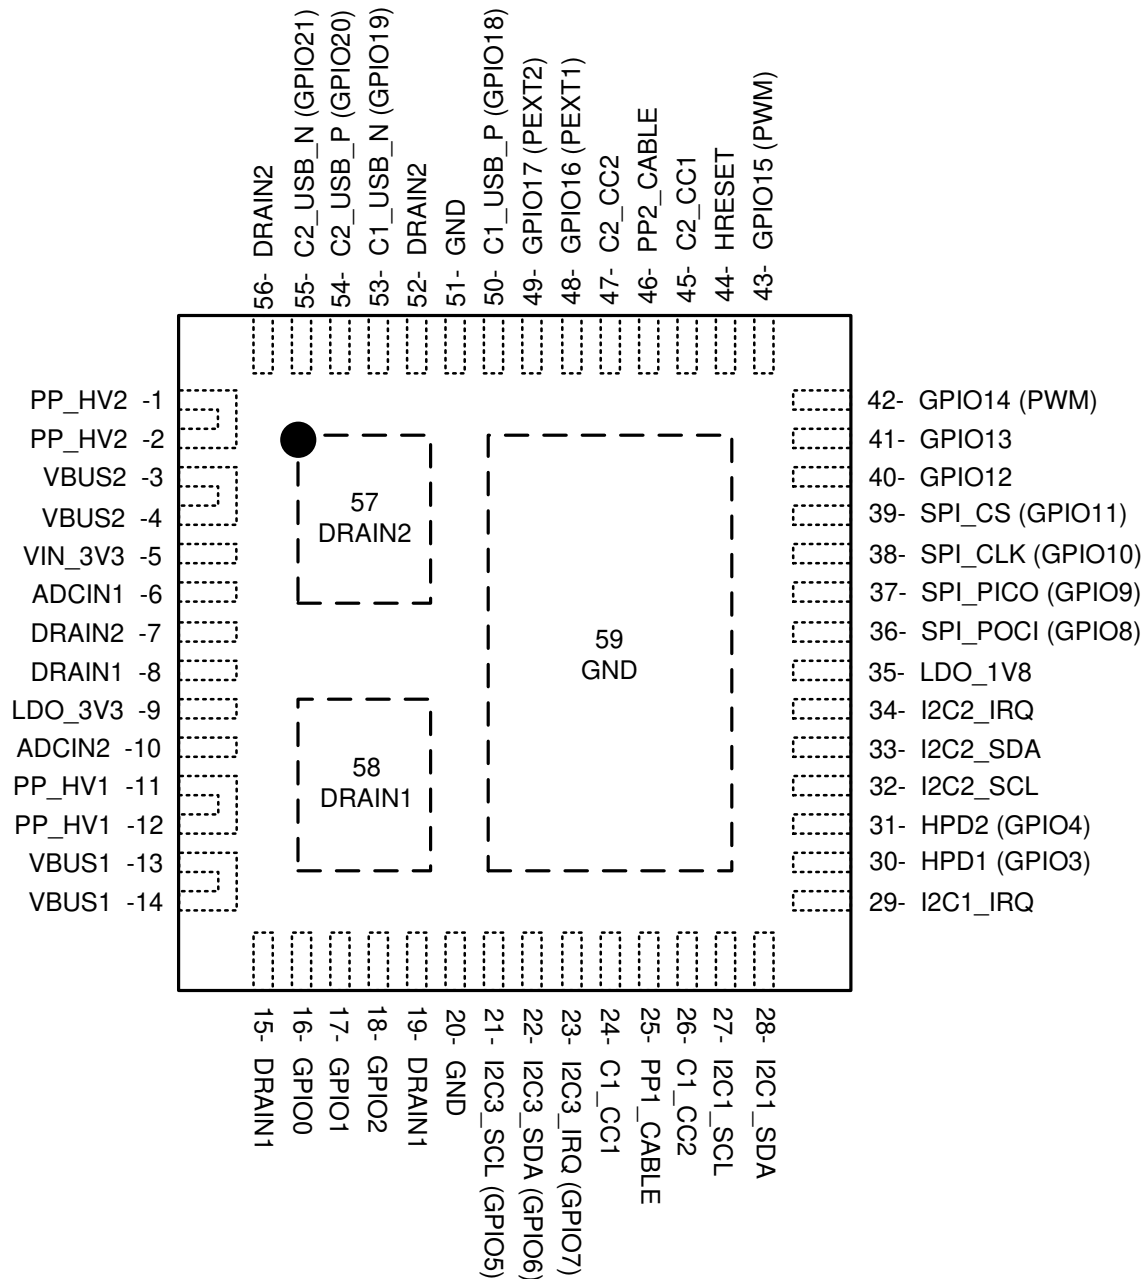 56- DRAIN2
55- C2_USB_N (GPIO21)
54- C2_USB_P (GPIO20)
53- C1_USB_N (GPIO19)
52- DRAIN2
51- GND
50- C1_USB_P (GPIO18)
49- GPIO17 (PEXT2)
48- GPIO16 (PEXT1)
47- C2_CC2
46- PP2_CABLE
45- C2_CC1
44- HRESET
43- GPIO15 (PWM)
PP_HV2 -1
PP_HV2 -2
VBUS2 -3
VBUS2 -4
VIN_3V3 -5
ADCIN1 -6
DRAIN2 -7
DRAIN1 -8
LDO_3V3 -9
ADCIN2 -10
PP_HV1 -11
PP_HV1 -12
VBUS1 -13
VBUS1 -14
57
DRAIN2
58
DRAIN1
59
GND
42- GPIO14 (PWM)
41- GPIO13
40- GPIO12
39- SPI_CS (GPIO11)
38- SPI_CLK (GPIO10)
37- SPI_PICO (GPIO9)
36- SPI_POCI (GPIO8)
35- LDO_1V8
34- I2C2_IRQ
33- I2C2_SDA
32- I2C2_SCL
31- HPD2 (GPIO4)
30- HPD1 (GPIO3)
29- I2C1_IRQ
15- DRAIN1
16- GPIO0
17- GPIO1
18- GPIO2
19- DRAIN1
20- GND
21- I2C3_SCL (GPIO5)
22- I2C3_SDA (GPIO6)
23- I2C3_IRQ (GPIO7)
24- C1_CC1
25- PP1_CABLE
26- C1_CC2
27- I2C1_SCL
28- I2C1_SDA